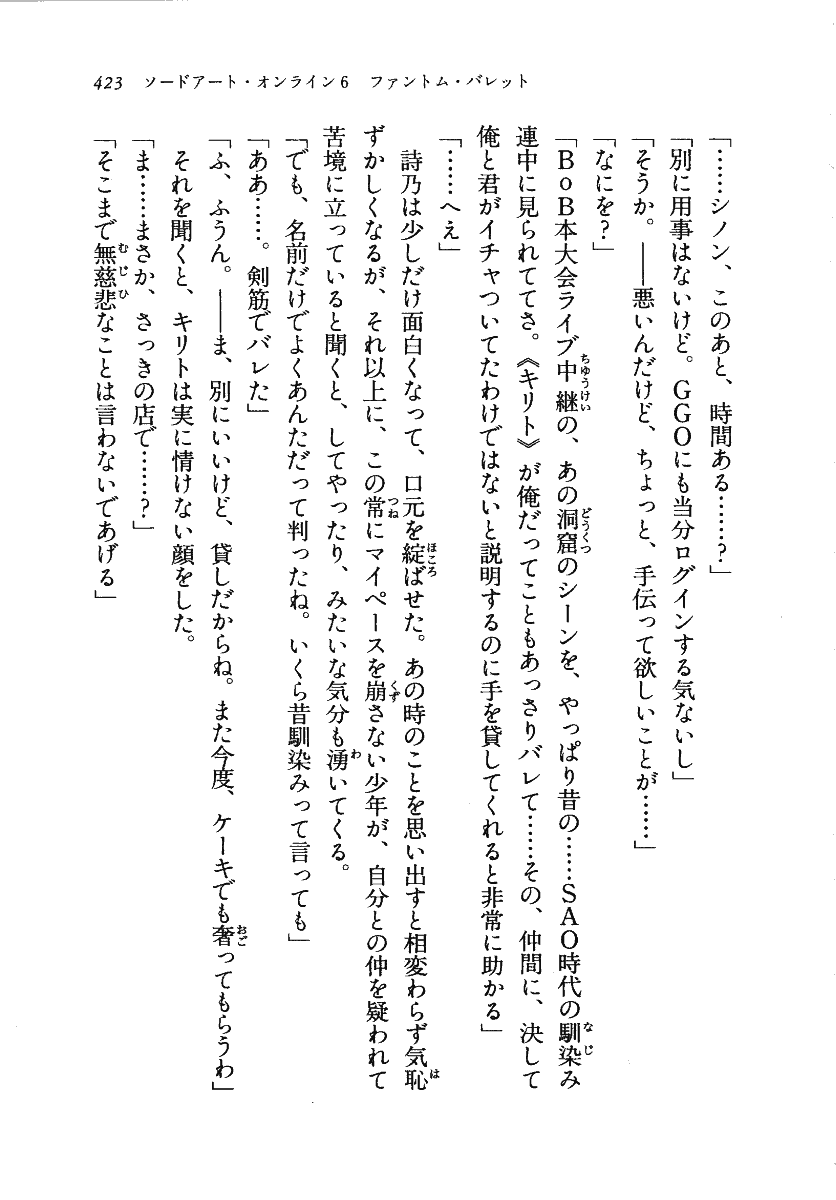 423　ソードアート・オンライン6　ファントム・バレット
「……シノン、このあと、時間ある……？」
「別に用事はないけど。GGOにも当分ログインする気ないし」
「そうか。――悪いんだけど、ちょっと、手伝って欲しいことが……」
「なにを？」
「BoB本大会ライブ中継の、あの洞窟のシーンを、やっぱり昔の……SAO時代の馴染み
連中に見られててさ。《キリト》が俺だってこともあっさりバレて……その、仲間に、決して
俺と君がイチャついてたわけではないと説明するのに手を貸してくれると非常に助かる」
「……へえ」
　詩乃は少しだけ面白くなって、口元を綻ばせた。あの時のことを思い出すと相変わらず気恥
ずかしくなるが、それ以上に、この常にマイペースを崩さない少年が、自分との仲を疑われて
苦境に立っていると聞くと、してやったり、みたいな気分も湧いてくる。
「でも、名前だけでよくあんただって判ったね。いくら昔馴染みって言っても」
「ああ……。剣筋でバレた」
「ふ、ふうん。――ま、別にいいけど、貸しだからね。また今度、ケーキでも奢ってもらうわ」
　それを聞くと、キリトは実に情けない顔をした。
「ま……まさか、さっきの店で……？」
「そこまで無慈悲なことは言わないであげる」